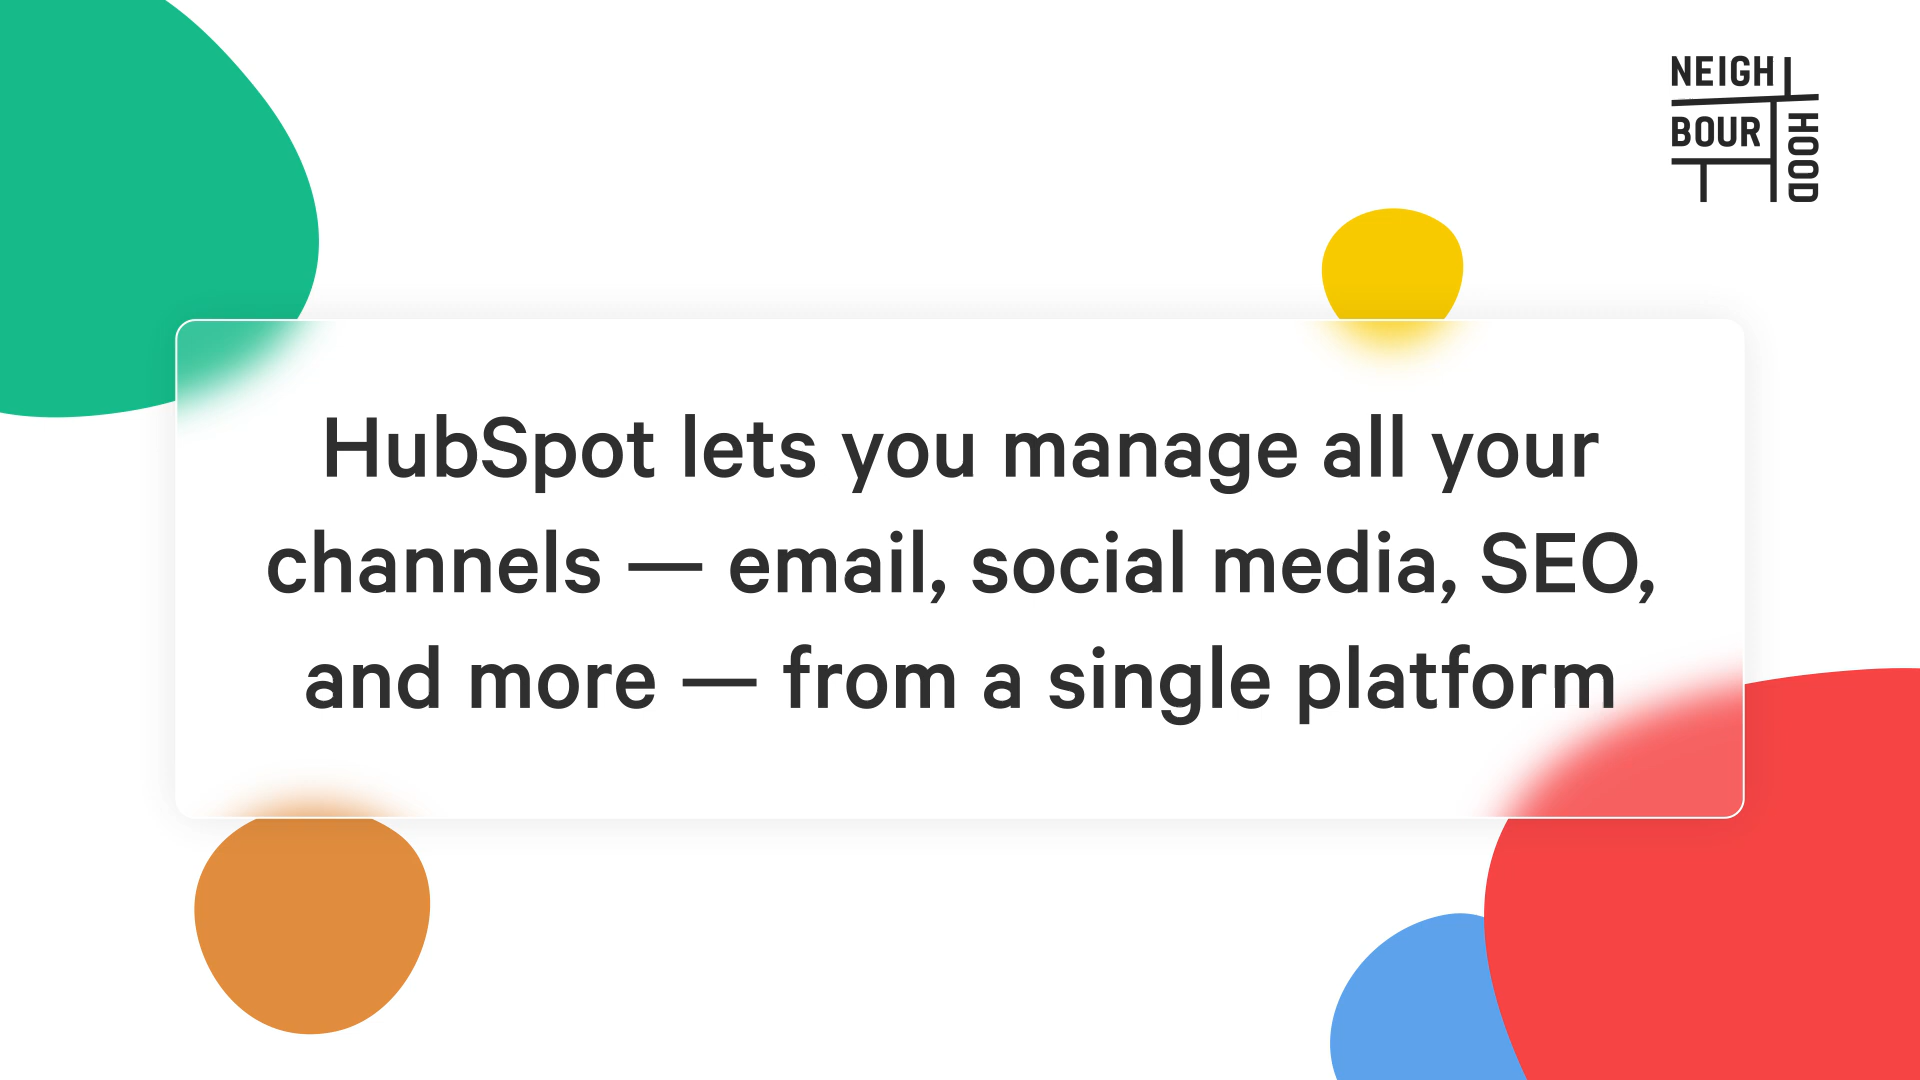 NEIGH
BOUR
HOOD
HubSpot lets you manage all your
channels — email, social media, SEO,
and more — from a single platform